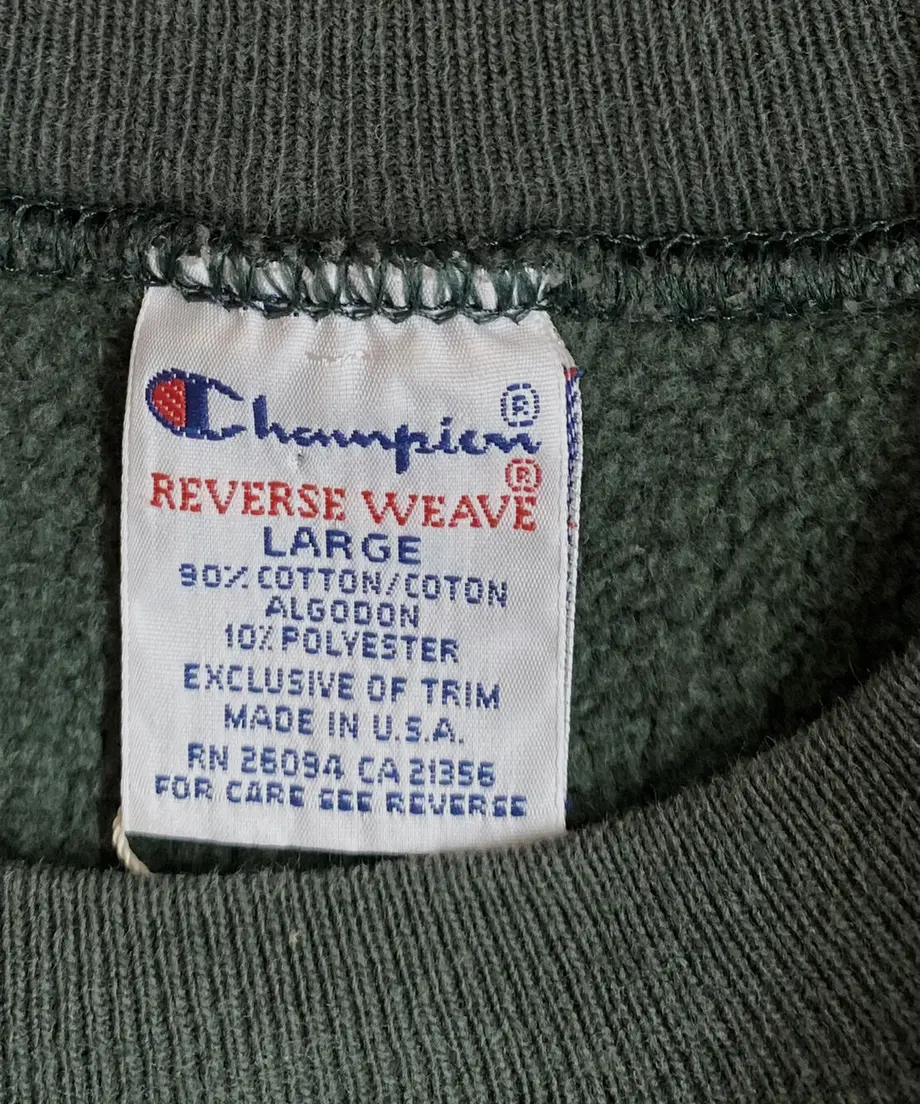 Champion®
REVERSE WEAVE®
LARGE
90% COTTON/COTON
ALGODON
10% POLYESTER
EXCLUSIVE OF TRIM
MADE IN U.S.A.
RN 26094 CA 21356
FOR CARE SEE REVERSE